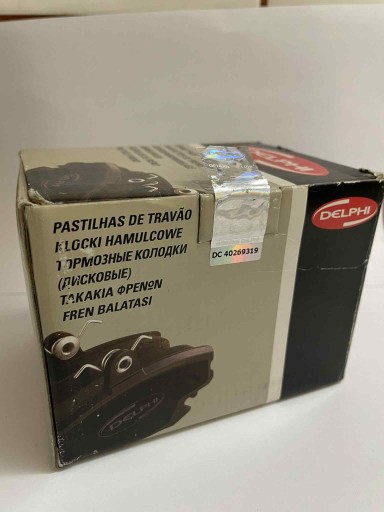 DELPHI
DELPHI
DC 40269319
PASTILHAS DE TRAVÃO
KLOCKI HAMULCOWE
ТОРМОЗНЫЕ КОЛОДКИ
(ДИСКОВЫЕ)
ΤΑΚΑΚΙΑ ΦΡΕΝΩΝ
FREN BALATASI
DELPHI